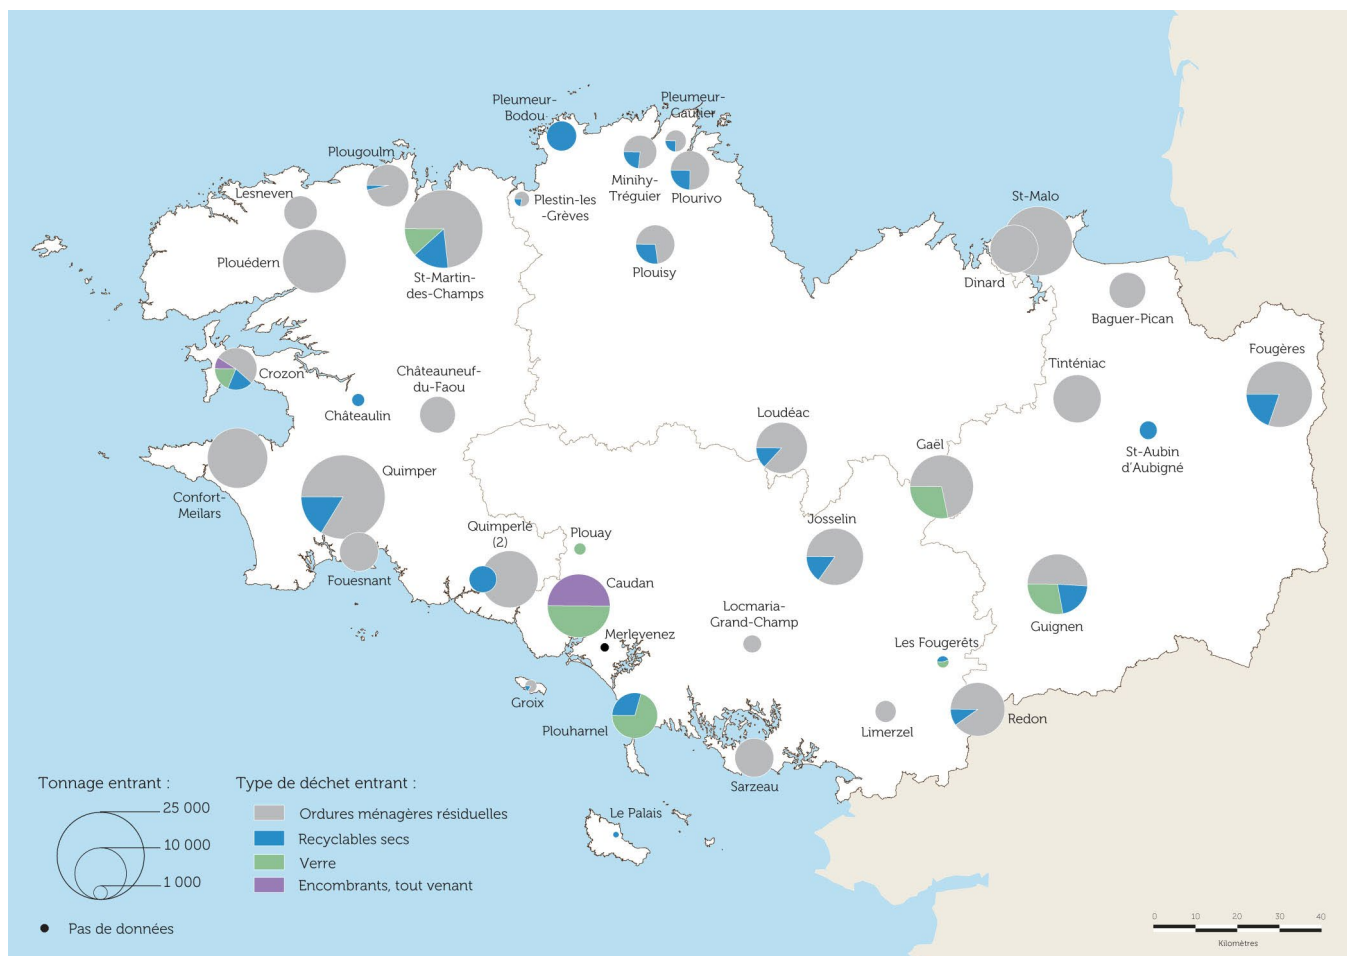 Pleumeur-
Bodou
Pleumeur-
Gautier
Plougoulm
Lesneven
Plouédern
St-Martin-
des-Champs
Plestin-les
-Grèves
Minihy-
Tréguier
Plourivo
Plouisy
St-Malo
Dinard
Baguer-Pican
Fougères
Tinténiac
St-Aubin
d'Aubigné
Crozon
Châteaulin
Châteauneuf-
du-Faou
Loudéac
Gaël
Confort-
Meilars
Quimper
Fouesnant
Quimperlé
(2)
Plouay
Caudan
Merlevenez
Josselin
Locmaria-
Grand-Champ
Guignen
Les Fougerêts
Groix
Plouharnel
Limerzel
Redon
Sarzeau
Le Palais
Tonnage entrant :
25 000
10 000
1 000
Pas de données
Type de déchet entrant :
Ordures ménagères résiduelles
Recyclables secs
Verre
Encombrants, tout venant
0 10 20 30 40
Kilomètres